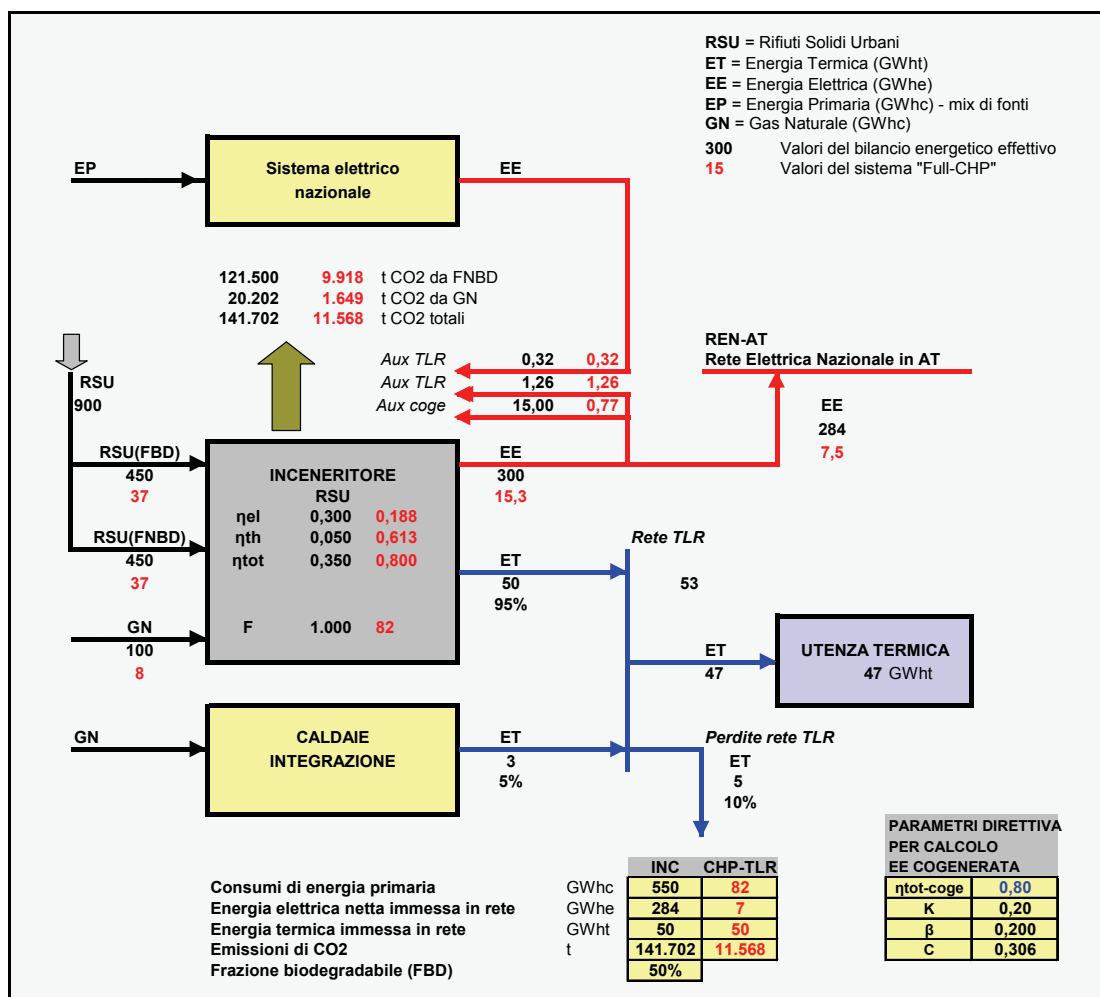 RSU = Rifiuti Solidi Urbani
ET = Energia Termica (GWht)
EE = Energia Elettrica (GWhe)
EP = Energia Primaria (GWhc) - mix di fonti
GN = Gas Naturale (GWhc)
300 Valori del bilancio energetico effettivo
15 Valori del sistema "Full-CHP"
EP
Sistema elettrico
nazionale
EE
121.500 9.918 t CO2 da FNBD
20.202 1.649 t CO2 da GN
141.702 11.568 t CO2 totali
REN-AT
Rete Elettrica Nazionale in AT
Aux TLR 0,32 0,32
Aux TLR 1,26 1,26
Aux coge 15,00 0,77
EE
284
7,5
RSU
900
RSU(FBD)
450
37
RSU(FNBD)
450
37
GN
100
8
INCENERITORE
RSU
ηel 0,300 0,188
ηth 0,050 0,613
ηtot 0,350 0,800
F 1.000 82
EE
300
15,3
ET
50
95%
Rete TLR
53
ET
47
UTENZA TERMICA
47 GWht
GN
CALDAIE
INTEGRAZIONE
ET
3
5%
Perdite rete TLR
ET
5
10%
INC CHP-TLR
Consumi di energia primaria GWhc 550 82
Energia elettrica netta immessa in rete GWhe 284 7
Energia termica immessa in rete GWht 50 50
Emissioni di CO2 t 141.702 11.568
Frazione biodegradabile (FBD) 50%
PARAMETRI DIRETTIVA
PER CALCOLO
EE COGENERATA
ηtot-coge 0,80
K 0,20
β 0,200
C 0,306